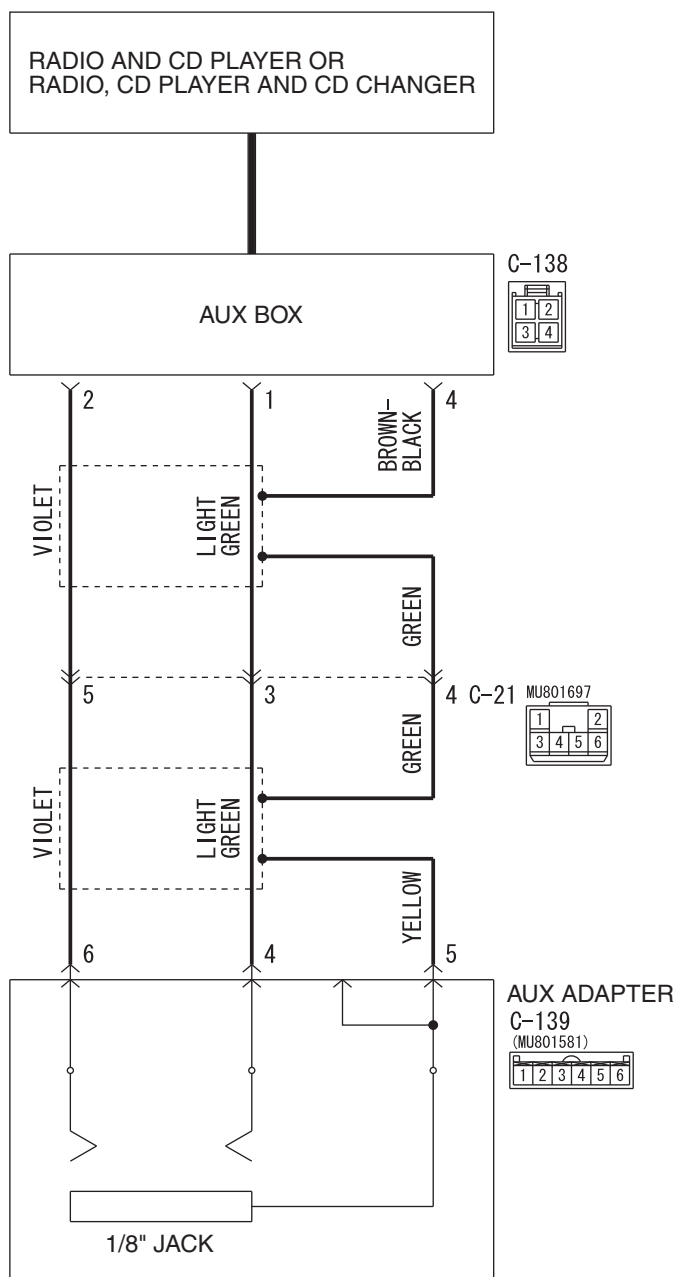 RADIO AND CD PLAYER OR
RADIO, CD PLAYER AND CD CHANGER
AUX BOX
C-138
1 2
3 4
2 1 4
BROWN-
BLACK
VIOLET
LIGHT
GREEN
GREEN
5 3 4 C-21 MU801697
1 2
3 4 5 6
GREEN
VIOLET
LIGHT
GREEN
YELLOW
6 4 5
AUX ADAPTER
C-139
(MU801581)
1 2 3 4 5 6
1/8" JACK